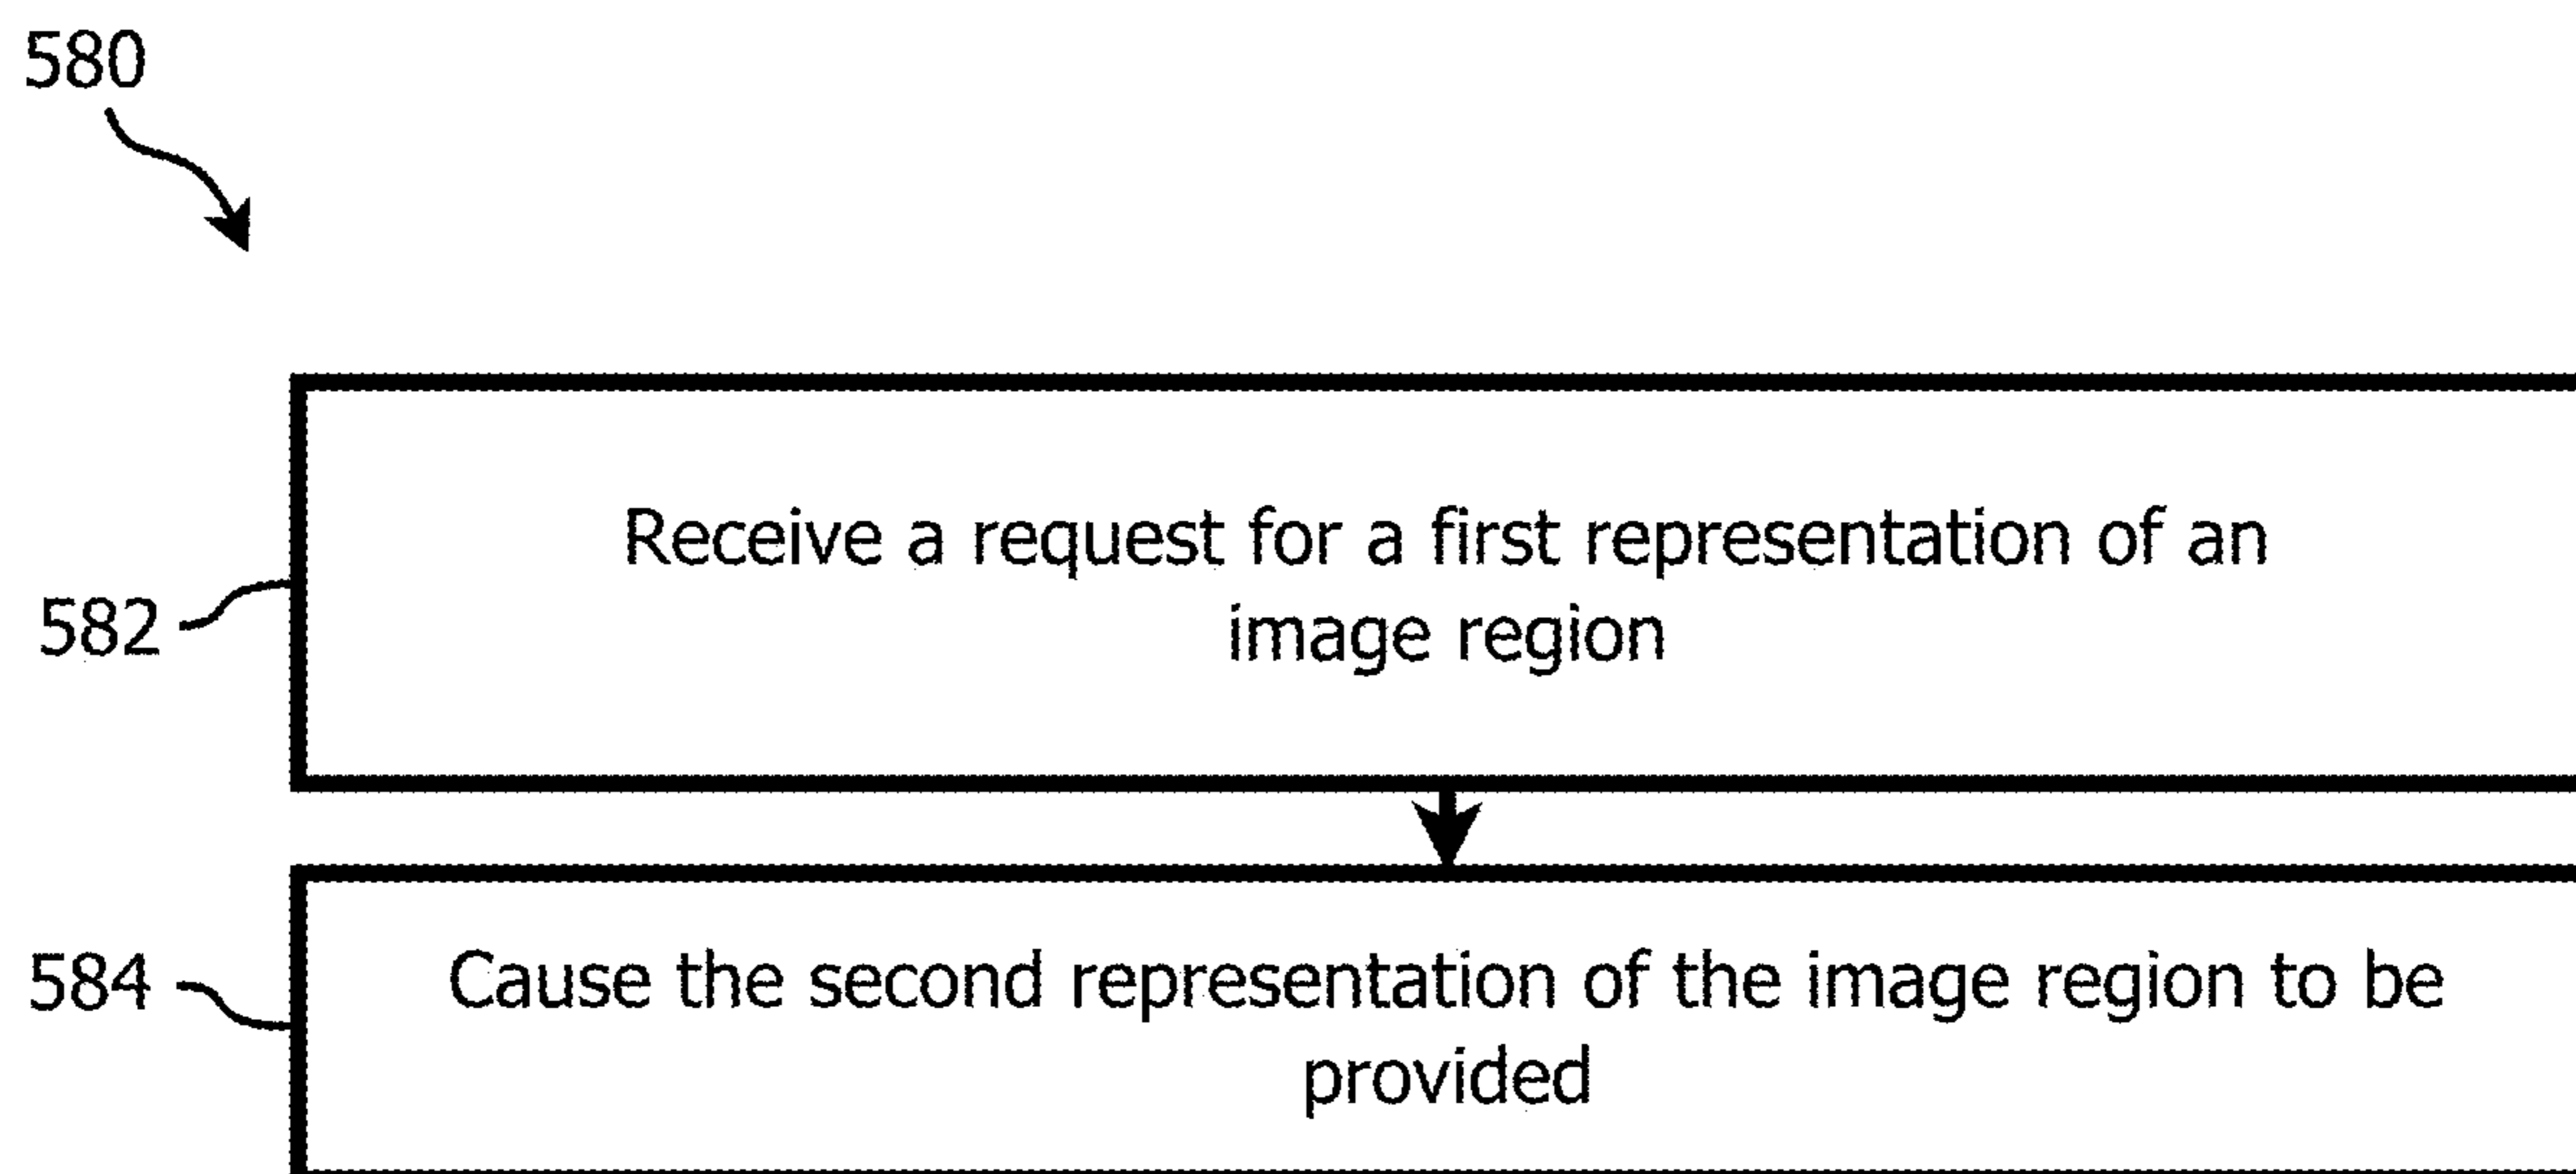 580
Receive a request for a first representation of an
image region
582
584
Cause the second representation of the image region to be
provided